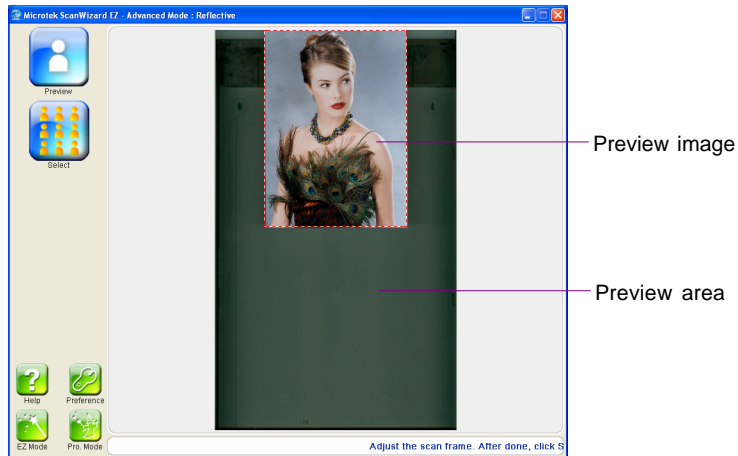 Microtek ScanWizard EZ - Advanced Mode : Reflective
Preview
Select
Preview image
Preview area
Help
Preference
EZ Mode
Pro. Mode
Adjust the scan frame. After done, click S